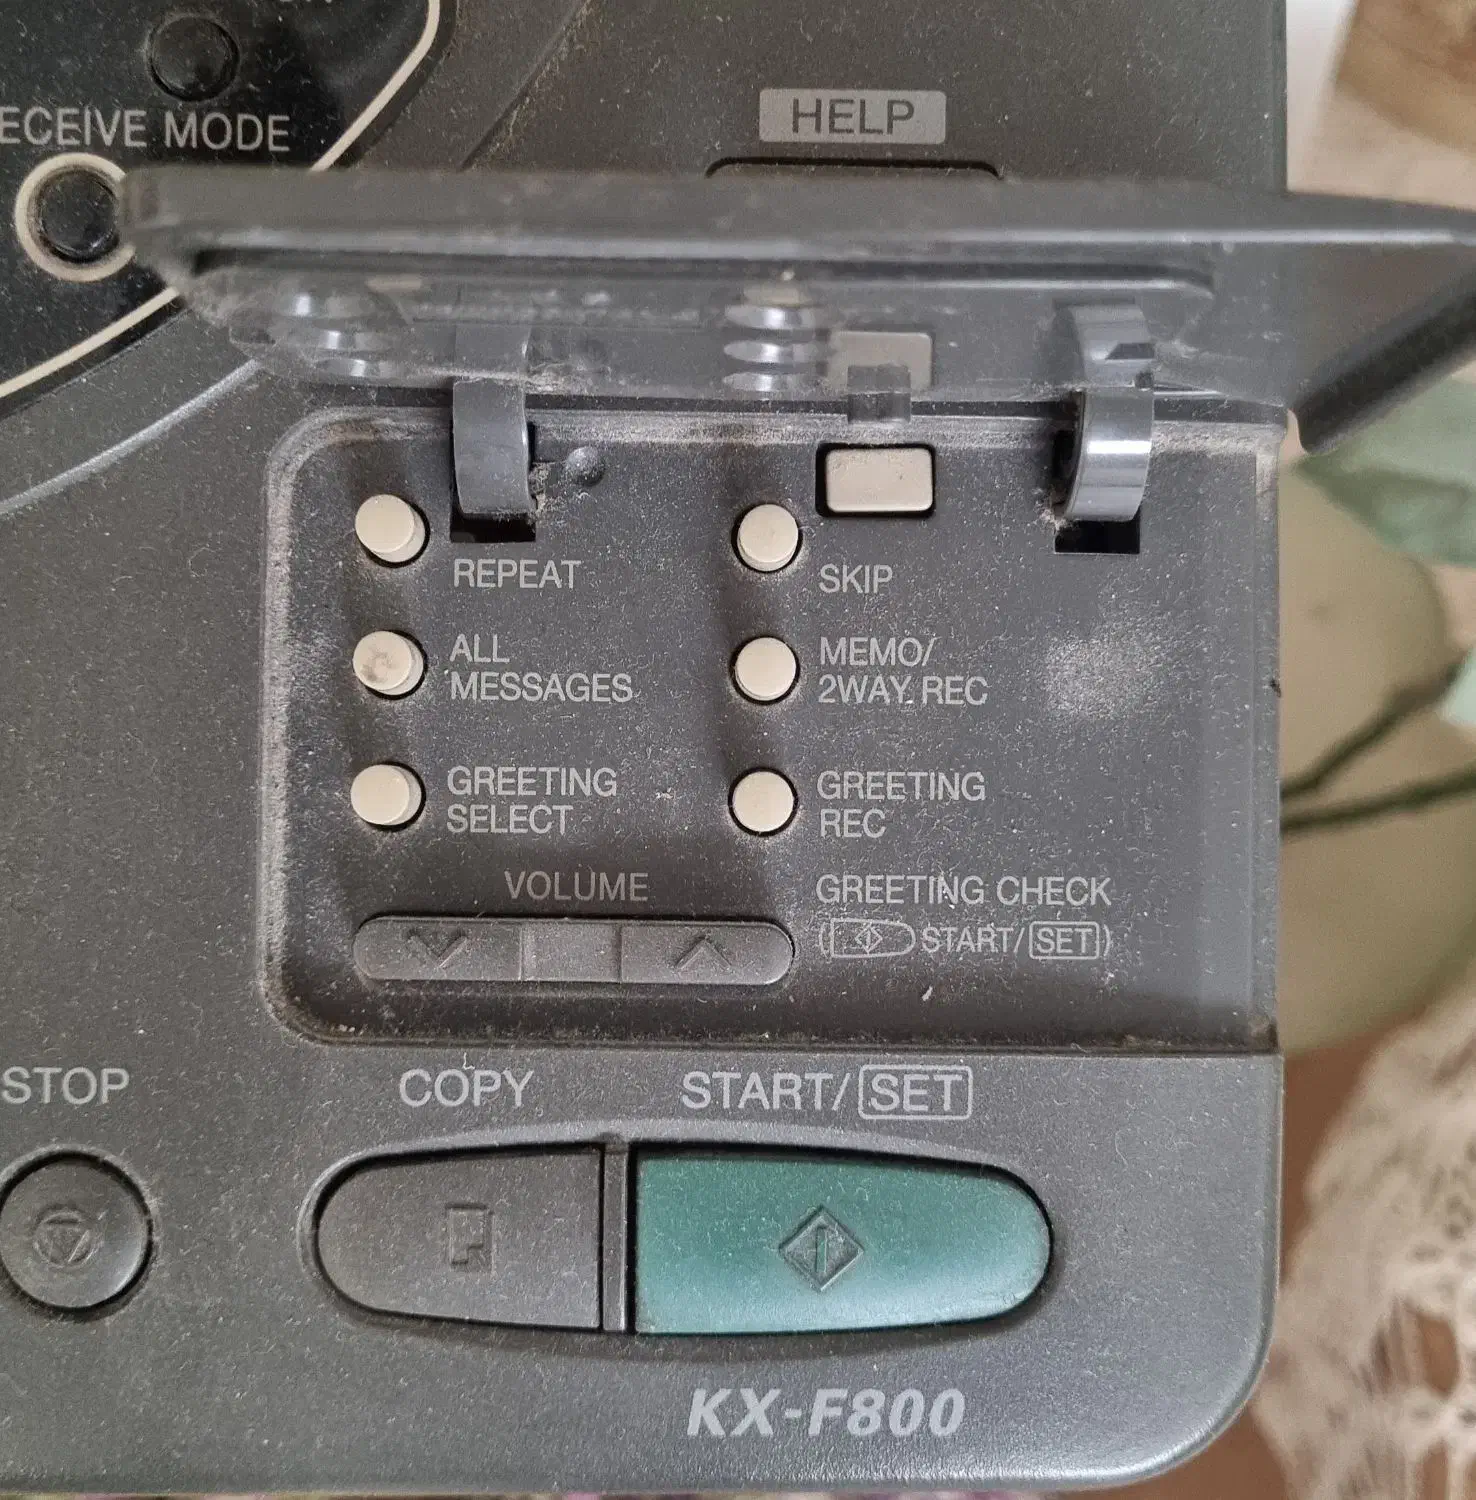 ECEIVE MODE
HELP
REPEAT
SKIP
ALL
MESSAGES
MEMO/
2WAY REC
GREETING
SELECT
GREETING
REC
VOLUME
GREETING CHECK
(START/SET)
STOP
COPY
START/SET
KX-F800